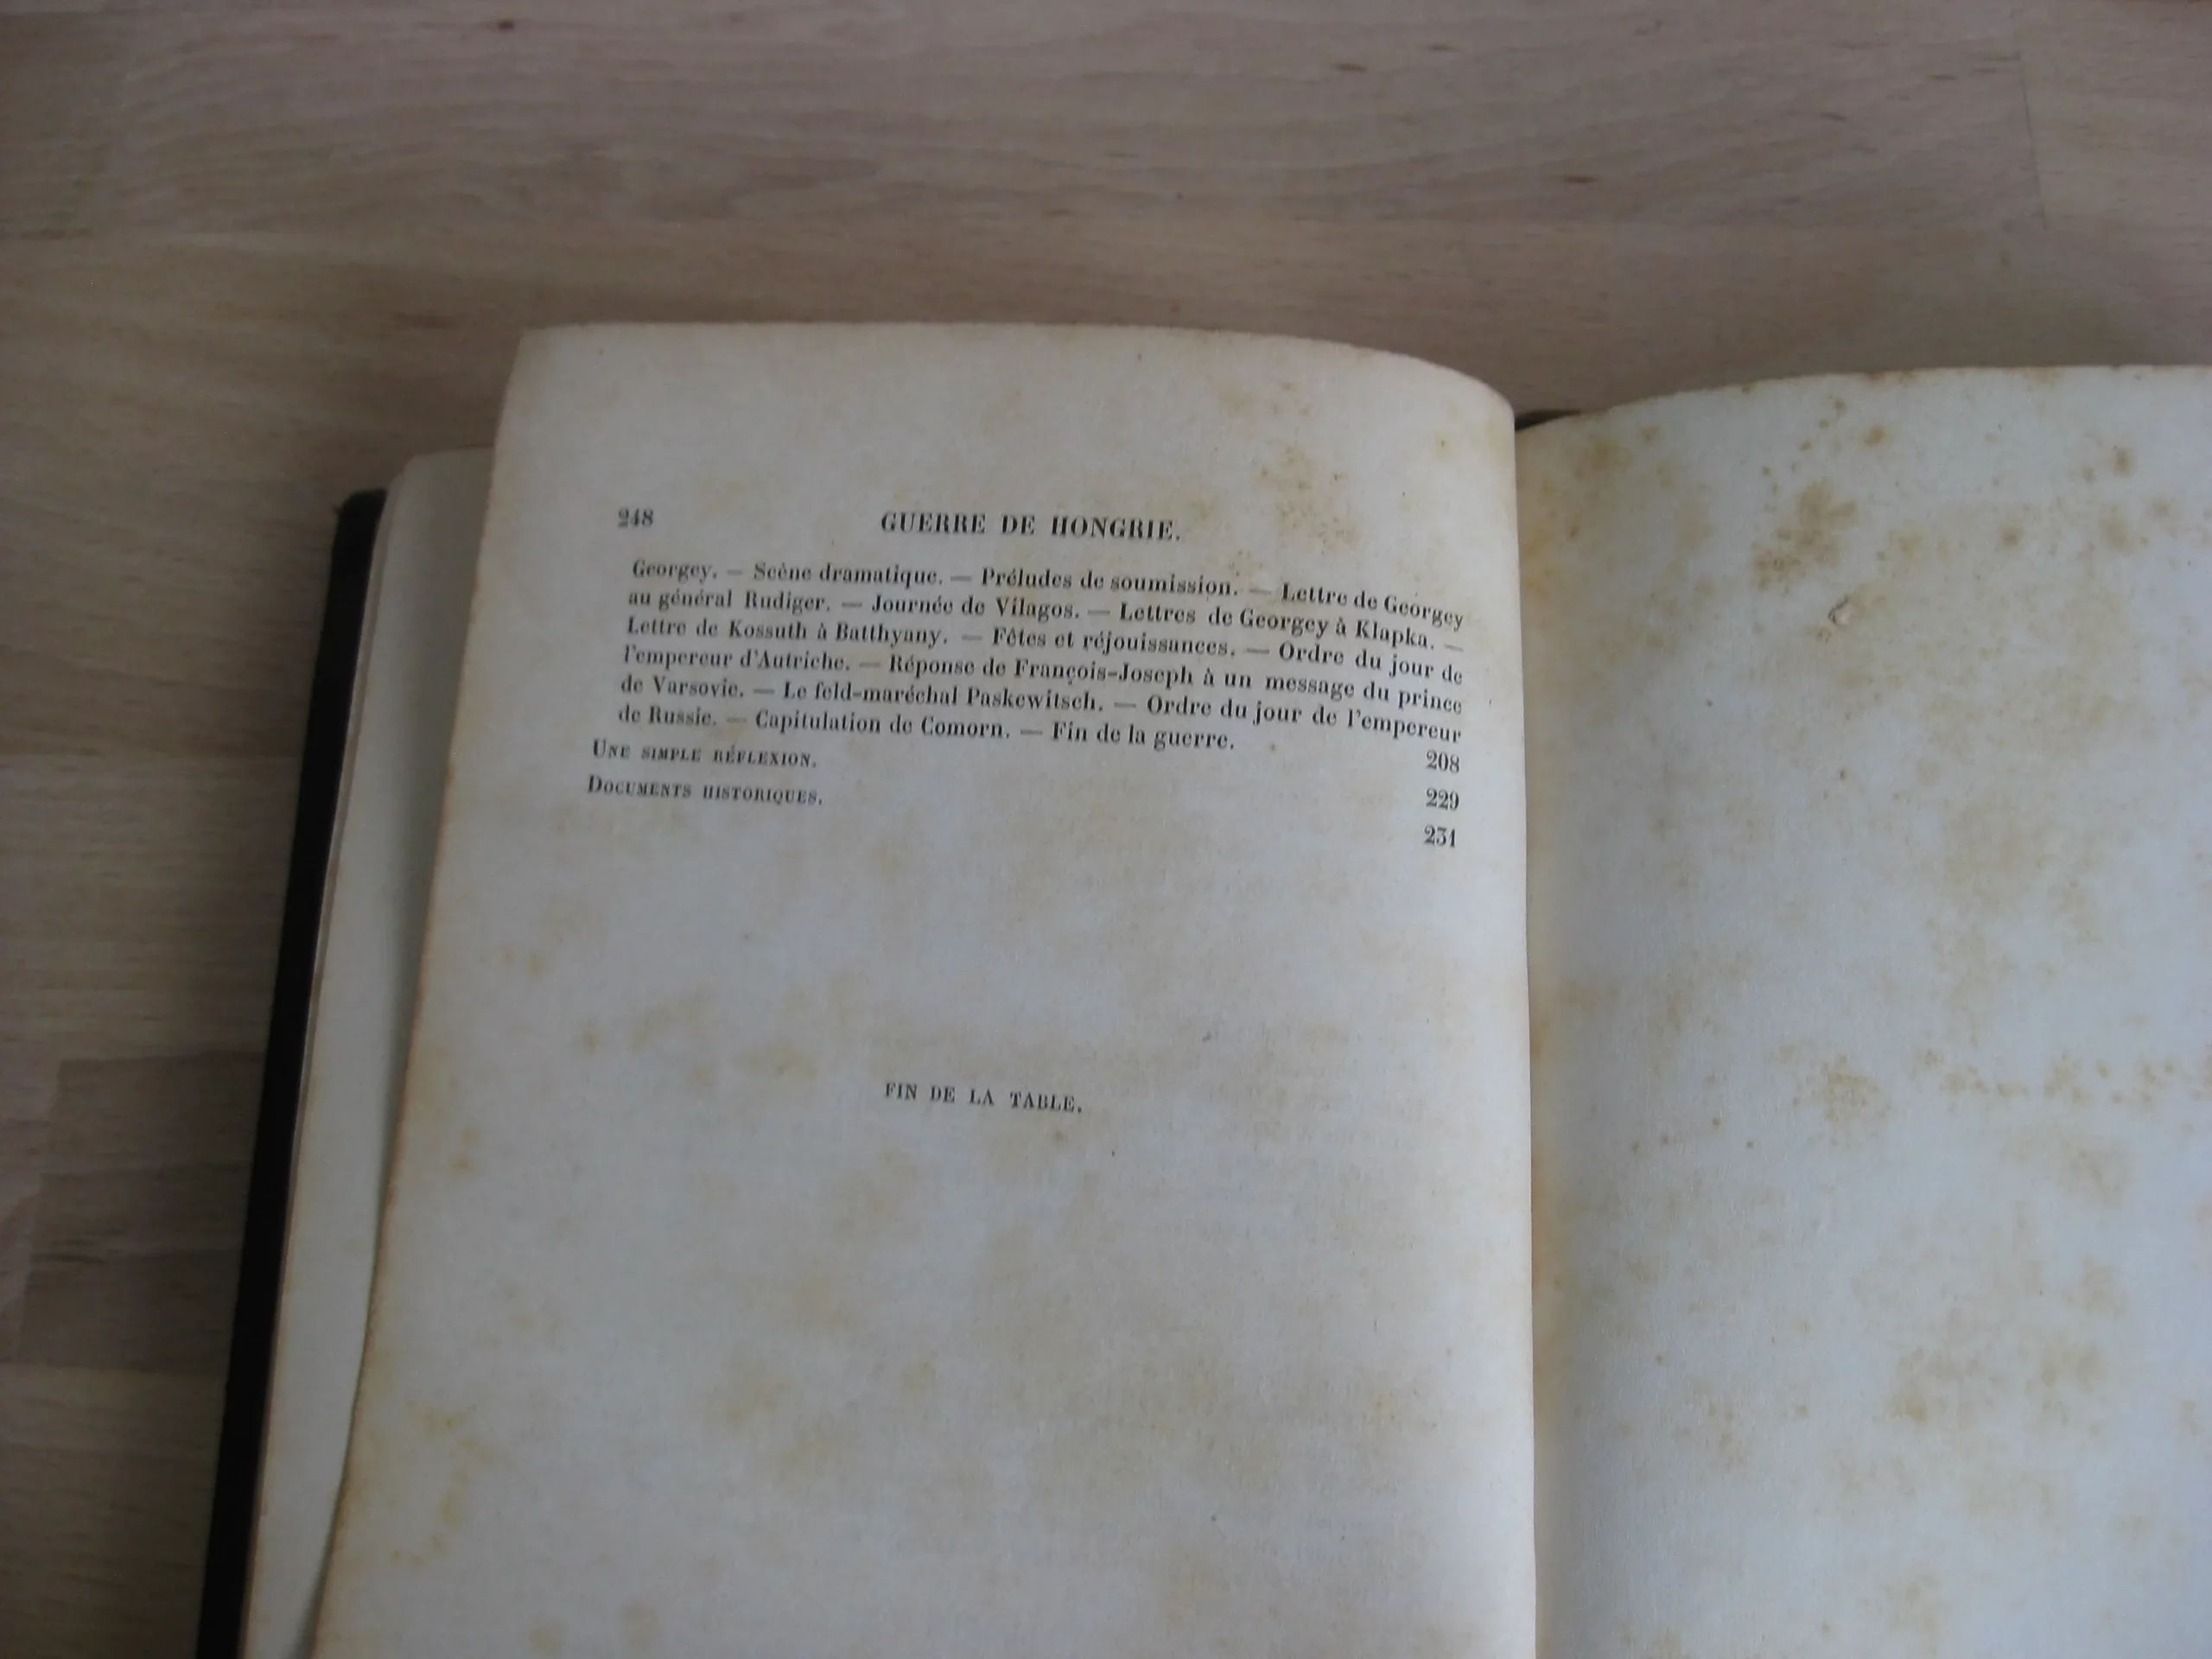 248 GUERRE DE HONGRIE.
Georgey. — Scène dramatique. — Préludes de soumission. — Lettre de Georgey
au général Rudiger. — Journée de Vilagos. — Lettres de Georgey à Klapka. —
Lettre de Kossuth à Batthyany. — Fêtes et réjouissances. — Ordre du jour de
l'empereur d'Autriche. — Réponse de François-Joseph à un message du prince
de Varsovie. — Le feld-maréchal Paskewitsch. — Ordre du jour de l'empereur
de Russie. — Capitulation de Comorn. — Fin de la guerre. 208
UNE SIMPLE RÉFLEXION. 229
DOCUMENTS HISTORIQUES. 231
FIN DE LA TABLE.